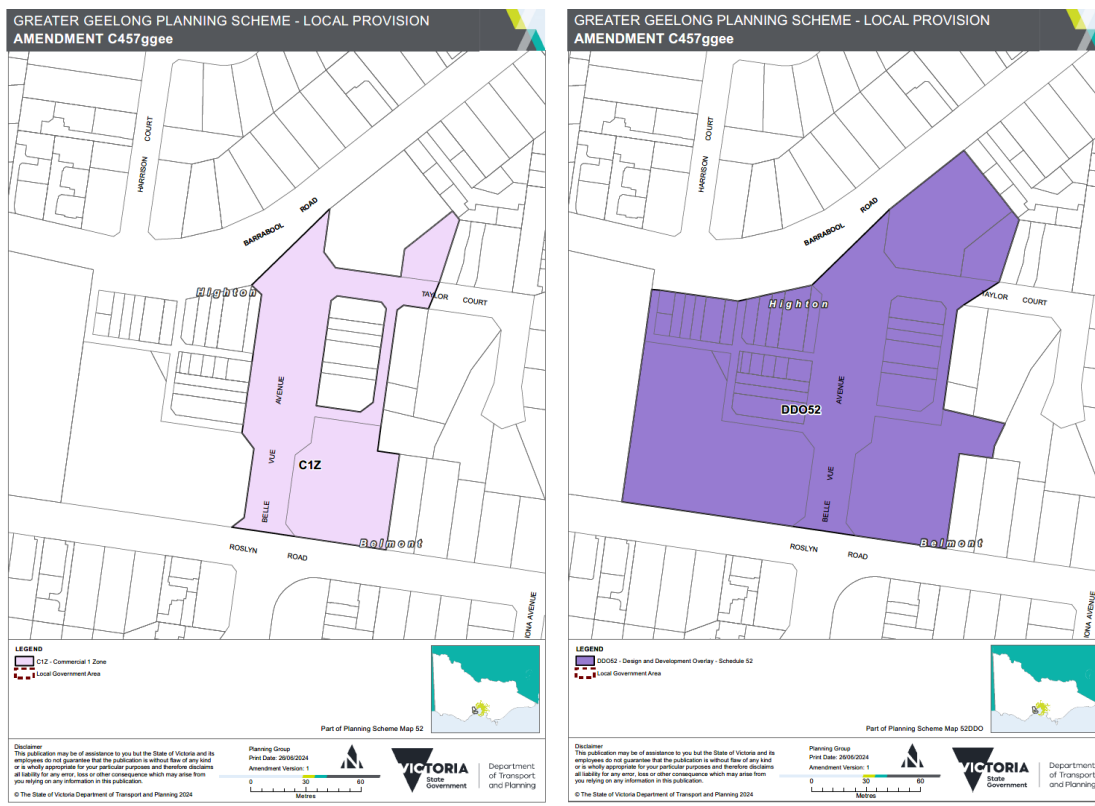 GREATER GEELONG PLANNING SCHEME - LOCAL PROVISION
AMENDMENT C457ggee
HARRISON COURT
BARRABOOL ROAD
Highton
TAYLOR COURT
BELLE VUE AVENUE
C1Z
Belmont
ROSLYN ROAD
IONA AVENUE
LEGEND
C1Z - Commercial 1 Zone
Local Government Area
Part of Planning Scheme Map 52
Disclaimer
This publication may be of assistance to you but the State of Victoria and its
employees do not guarantee that the publication is without flaw of any kind
or is wholly appropriate for your particular purposes and therefore disclaims
all liability for any error, loss or other consequence which may arise from
you relying on any information in this publication.
© The State of Victoria Department of Transport and Planning 2024
Planning Group
Print Date: 26/06/2024
Amendment Version: 1
0 30 60
Metres
VICTORIA
State
Government
Department
of Transport
and Planning
GREATER GEELONG PLANNING SCHEME - LOCAL PROVISION
AMENDMENT C457ggee
HARRISON COURT
BARRABOOL ROAD
Highton
TAYLOR COURT
DDO52
BELLE VUE AVENUE
Belmont
ROSLYN ROAD
IONA AVENUE
LEGEND
DDO52 - Design and Development Overlay - Schedule 52
Local Government Area
Part of Planning Scheme Map 52DDO
Disclaimer
This publication may be of assistance to you but the State of Victoria and its
employees do not guarantee that the publication is without flaw of any kind
or is wholly appropriate for your particular purposes and therefore disclaims
all liability for any error, loss or other consequence which may arise from
you relying on any information in this publication.
© The State of Victoria Department of Transport and Planning 2024
Planning Group
Print Date: 26/06/2024
Amendment Version: 1
0 30 60
Metres
VICTORIA
State
Government
Department
of Transport
and Planning